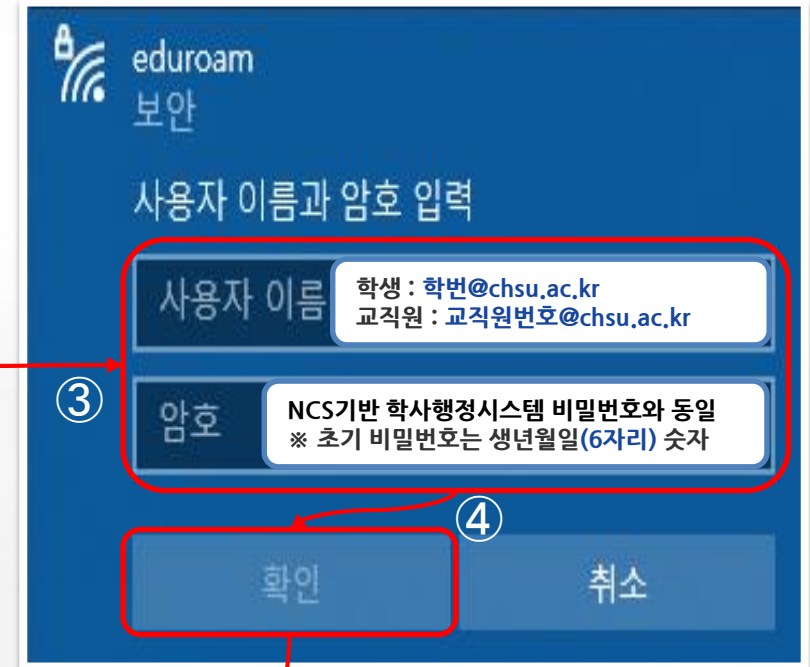 eduroam
보안
사용자 이름과 암호 입력
사용자 이름
학생 : 학번@chsu.ac.kr
교직원 : 교직원번호@chsu.ac.kr
③
암호
NCS기반 학사행정시스템 비밀번호와 동일
※ 초기 비밀번호는 생년월일(6자리) 숫자
④
확인
취소